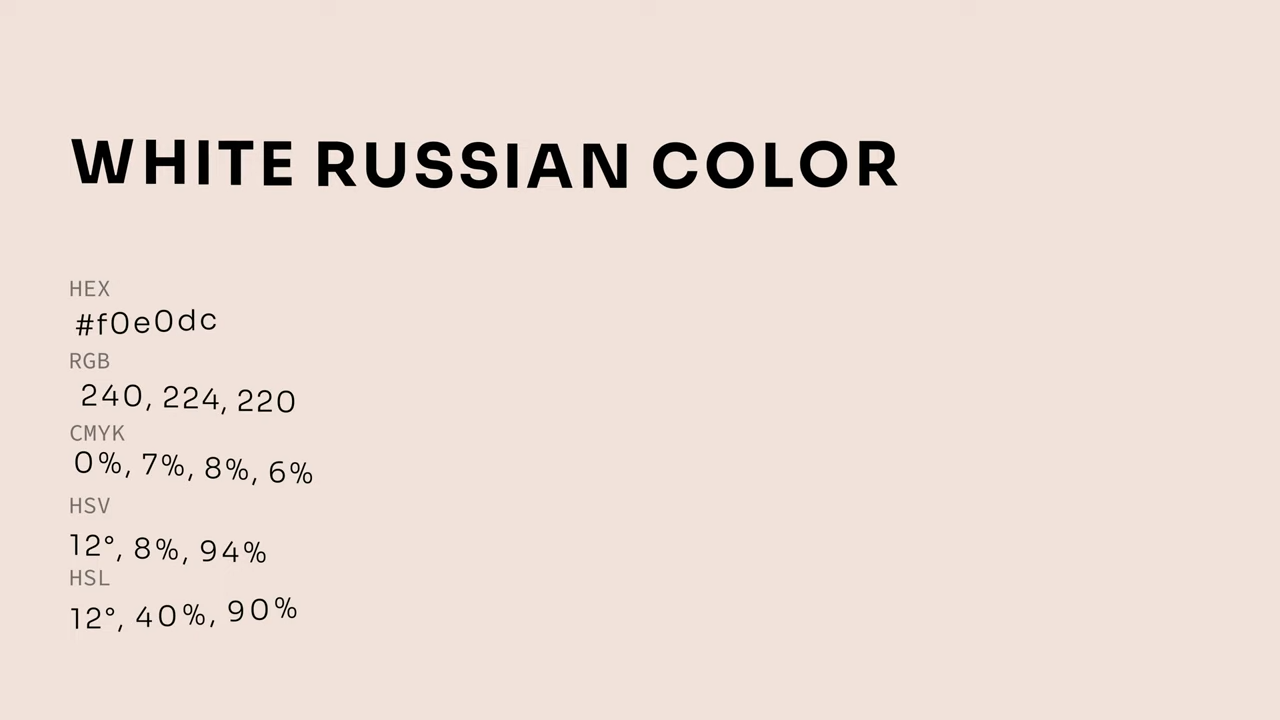 WHITE RUSSIAN COLOR
HEX
#f0e0dc
RGB
240, 224, 220
CMYK
0%, 7%, 8%, 6%
HSV
12°, 8%, 94%
HSL
12°, 40%, 90%